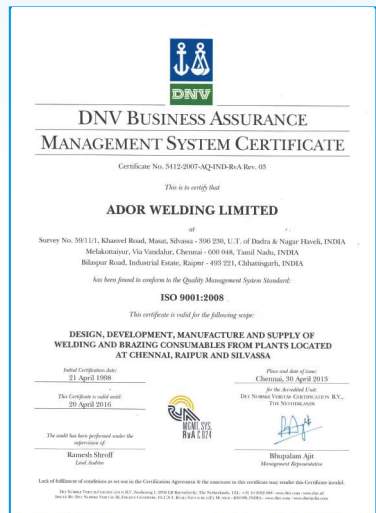 DNV
DNV BUSINESS ASSURANCE
MANAGEMENT SYSTEM CERTIFICATE
Certificate No. 5412-2007-AQ-IND-RvA Rev. 03
This is to certify that
ADOR WELDING LIMITED
at
Survey No. 59/11/1, Khanvel Road, Masat, Silvassa - 396 230, U.T. of Dadra & Nagar Haveli, INDIA
Melakottaiyur, Via Vandalur, Chennai - 600 048, Tamil Nadu, INDIA
Bilaspur Road, Industrial Estate, Raipur - 493 221, Chhattisgarh, INDIA
has been found to conform to the Quality Management System Standard:
ISO 9001:2008
This certificate is valid for the following scope:
DESIGN, DEVELOPMENT, MANUFACTURE AND SUPPLY OF
WELDING AND BRAZING CONSUMABLES FROM PLANTS LOCATED
AT CHENNAI, RAIPUR AND SILVASSA
Initial Certification date:
21 April 1998
Place and date of issue:
Chennai, 30 April 2013
This Certificate is valid until:
20 April 2016
for the Accredited Unit:
DET NORSKE VERITAS CERTIFICATION B.V.,
THE NETHERLANDS
MGMT. SYS.
RvA C 024
The audit has been performed under the
supervision of:
Ramesh Shroff
Lead Auditor
Bhupalam Ajit
Management Representative
Lack of fulfilment of conditions as set out in the Certification Agreement & the annexures to this certificate may render this Certificate invalid.